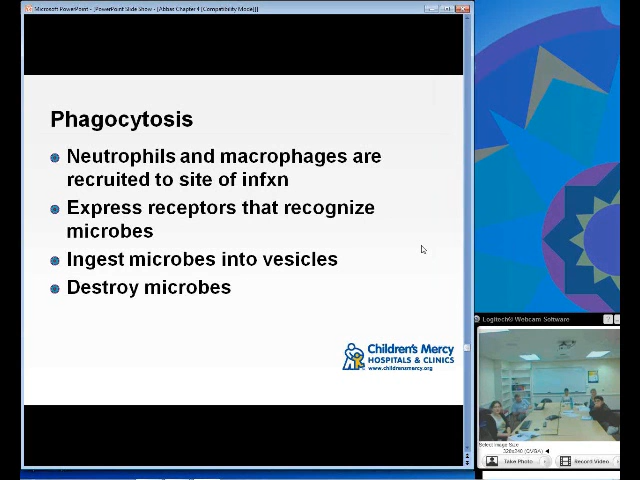 Microsoft PowerPoint - [PowerPoint Slide Show - [Abbas Chapter 4 [Compatibility Mode]]]
Phagocytosis
Neutrophils and macrophages are
recruited to site of infxn
Express receptors that recognize
microbes
Ingest microbes into vesicles
Destroy microbes
Children's Mercy
HOSPITALS & CLINICS
www.childrensmercy.org
Logitech® Webcam Software
Select Image Size
320x240 (QVGA)
Take Photo
Record Video